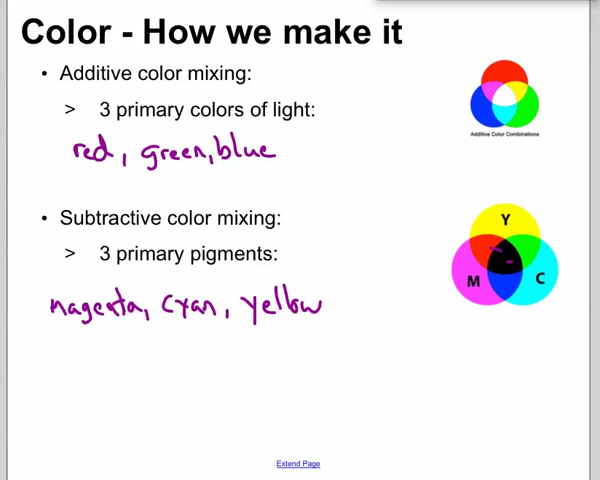 Color - How we make it
• Additive color mixing:
> 3 primary colors of light:
red, green, blue
Additive Color Combinations
• Subtractive color mixing:
> 3 primary pigments:
magenta, cyan, yellow
Y
M
C
Extend Page